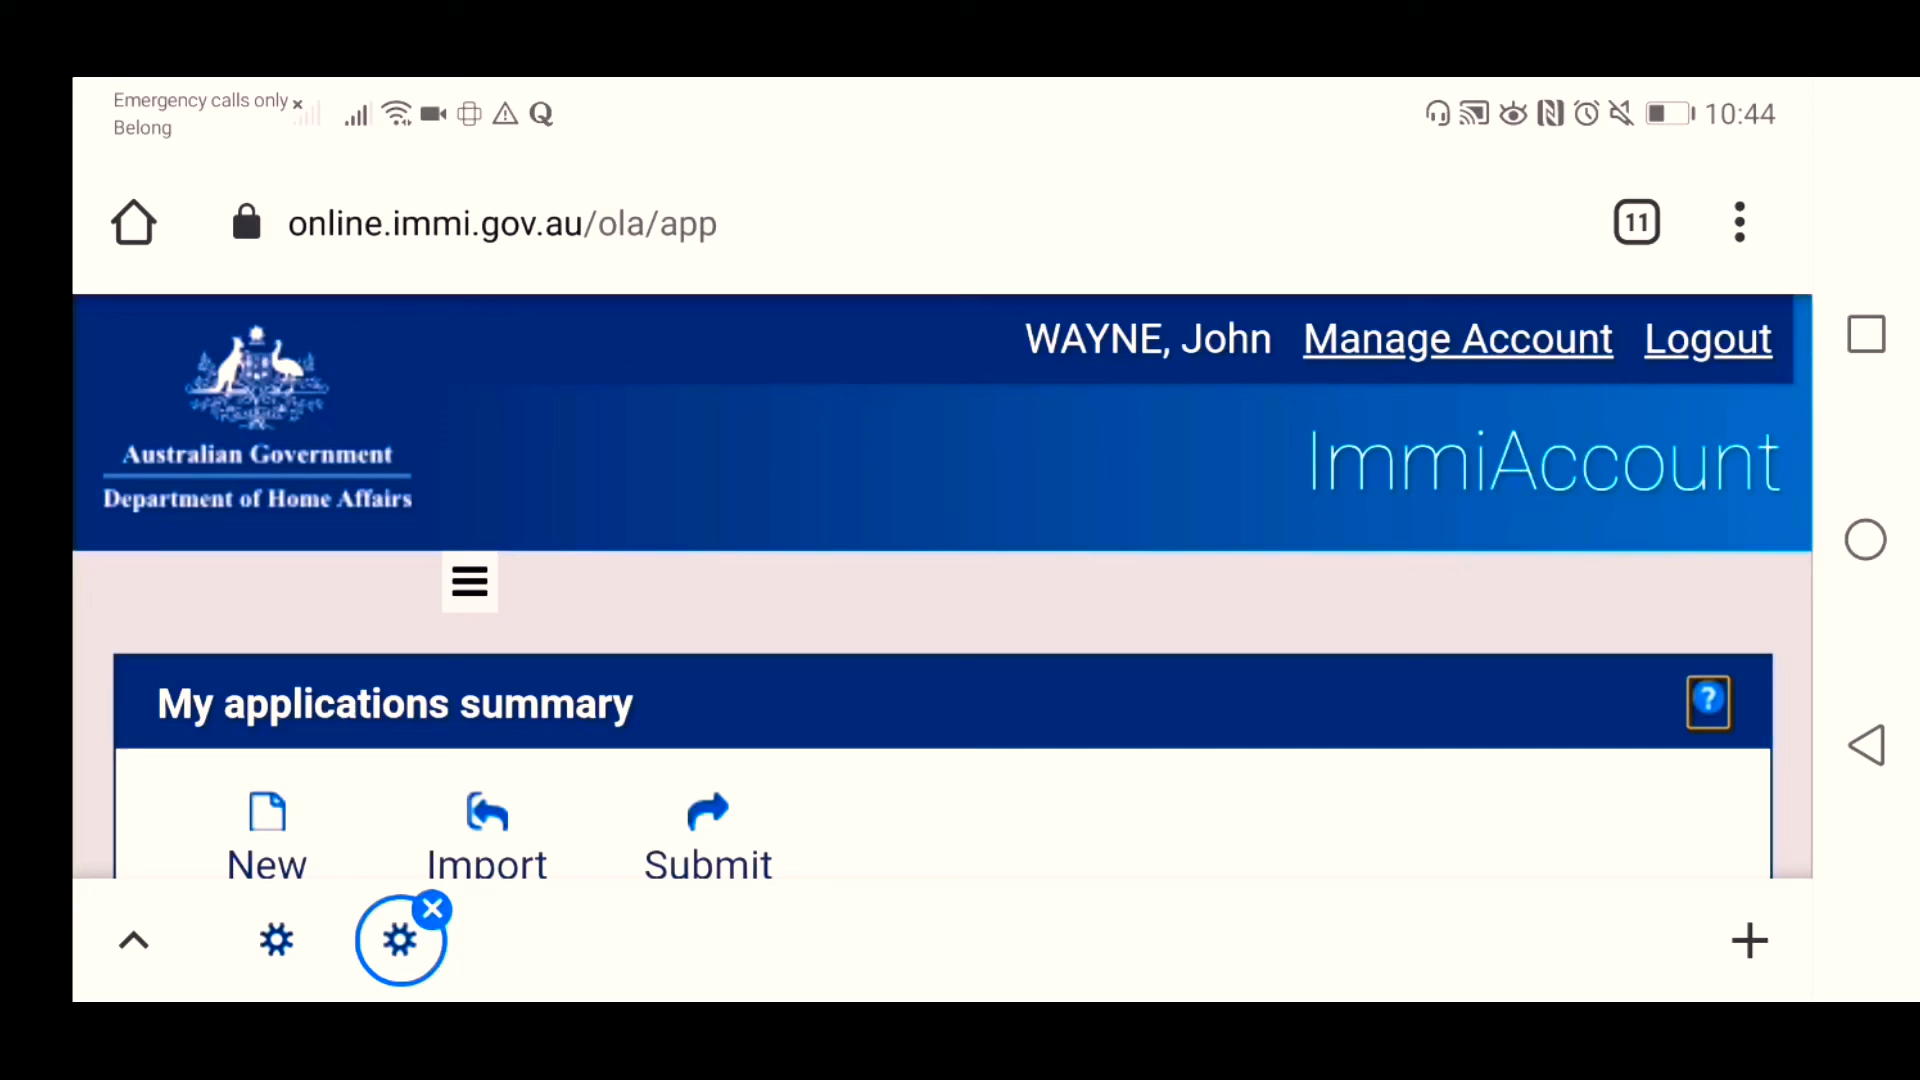 Emergency calls only
Belong
10:44
online.immi.gov.au/ola/app
11
WAYNE, John Manage Account Logout
ImmiAccount
Australian Government
Department of Home Affairs
My applications summary
?
New Import Submit